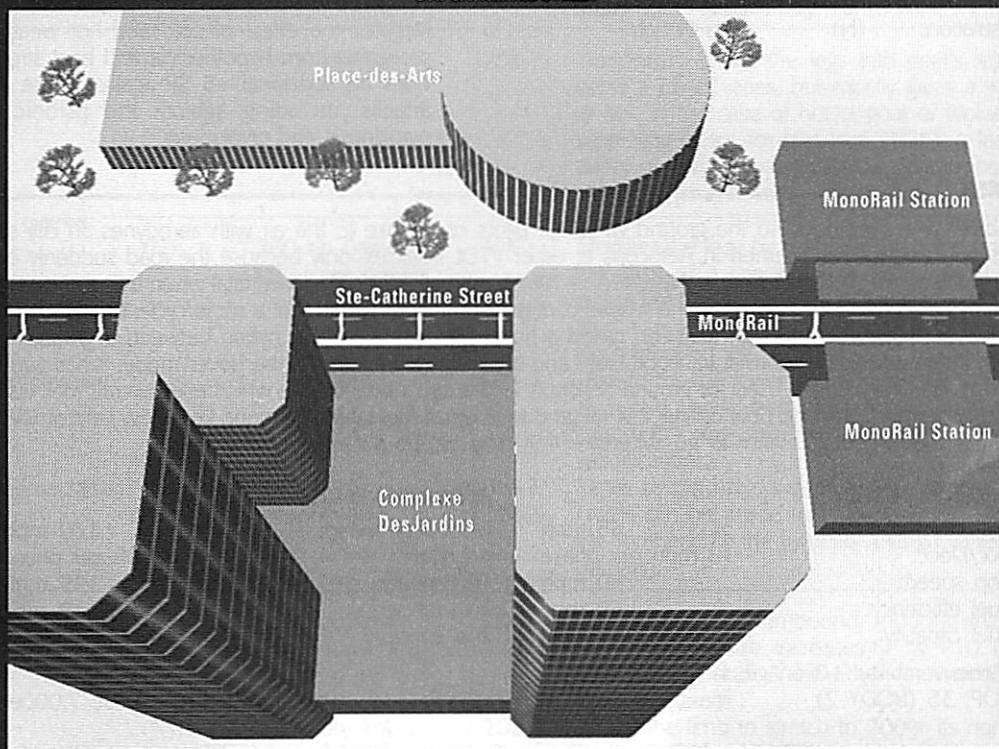 Place-des-Arts
MonoRail Station
Ste-Catherine Street
MonoRail
MonoRail Station
Complexe
DesJardins